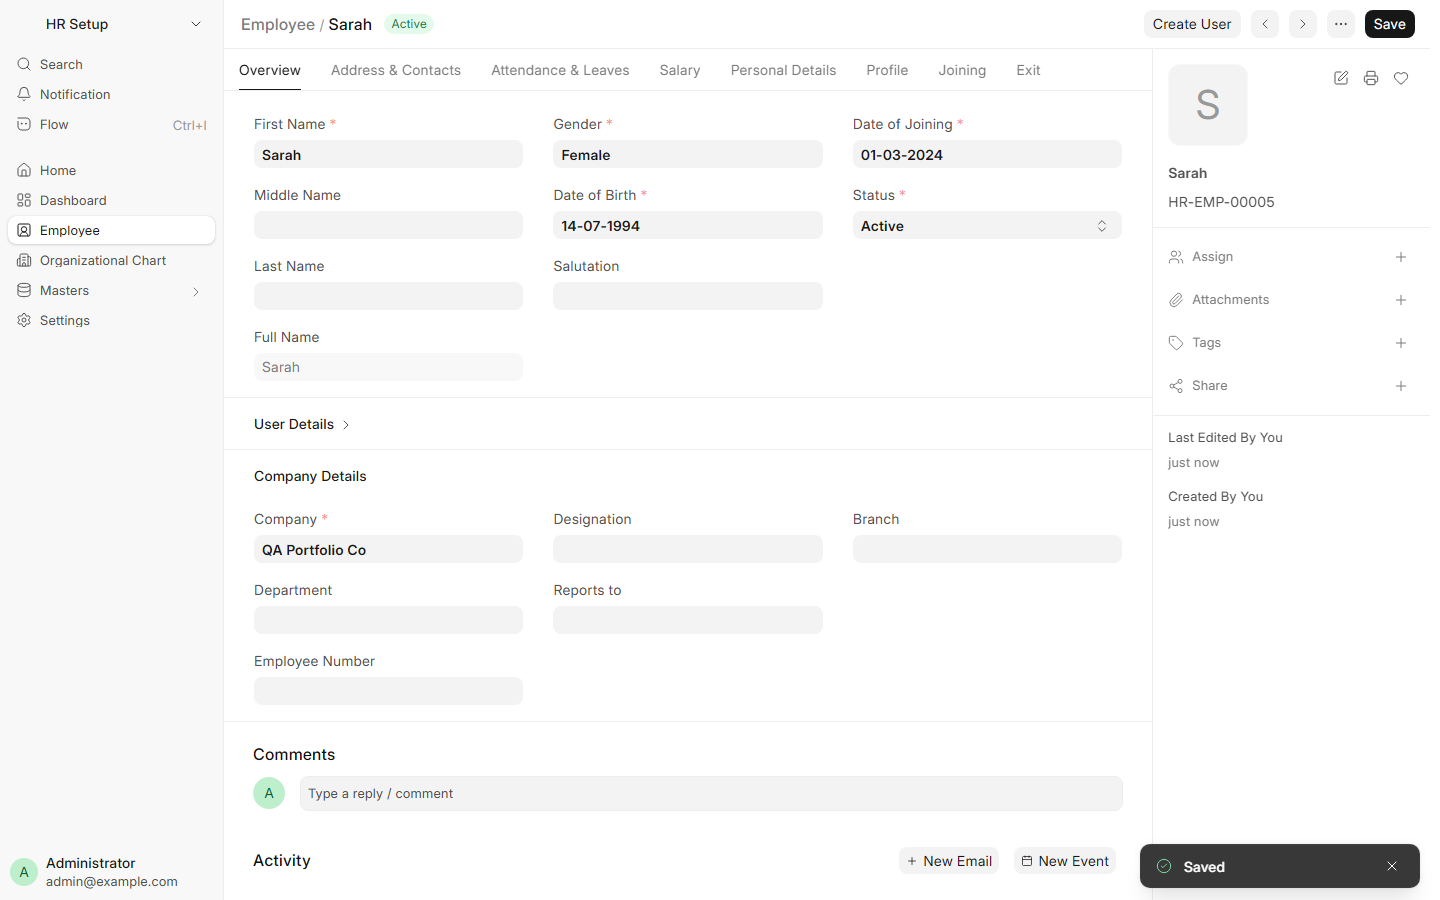 HR Setup
Search
Notification
Flow Ctrl+I
Home
Dashboard
Employee
Organizational Chart
Masters
Settings
A
Administrator
admin@example.com
Employee / Sarah Active
Create User
... Save
Overview Address & Contacts Attendance & Leaves Salary Personal Details Profile Joining Exit
First Name * Gender * Date of Joining *
Sarah Female 01-03-2024
Middle Name Date of Birth * Status *
14-07-1994 Active
Last Name Salutation
Full Name
Sarah
User Details
Company Details
Company * Designation Branch
QA Portfolio Co
Department Reports to
Employee Number
Comments
A Type a reply / comment
Activity + New Email New Event
S
Sarah
HR-EMP-00005
Assign +
Attachments +
Tags +
Share +
Last Edited By You
just now
Created By You
just now
Saved